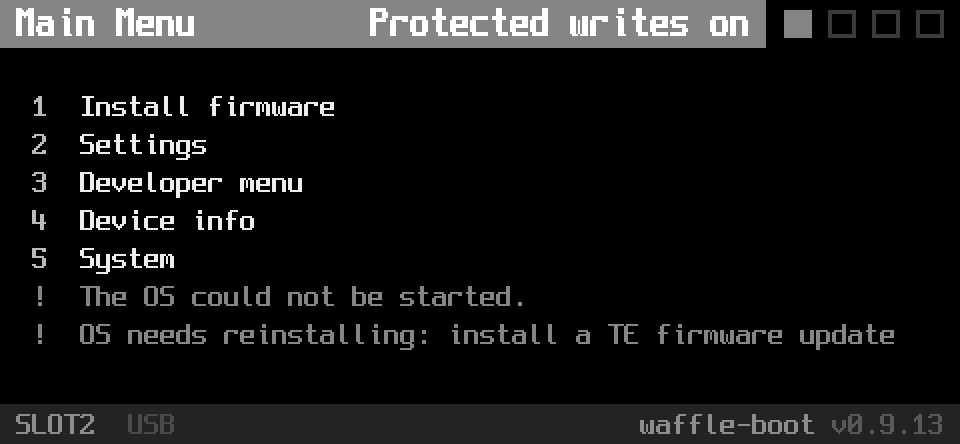 Main Menu Protected writes on
1 Install firmware
2 Settings
3 Developer menu
4 Device info
5 System
! The OS could not be started.
! OS needs reinstalling: install a TE firmware update
SLOT2 USB waffle-boot v0.9.13